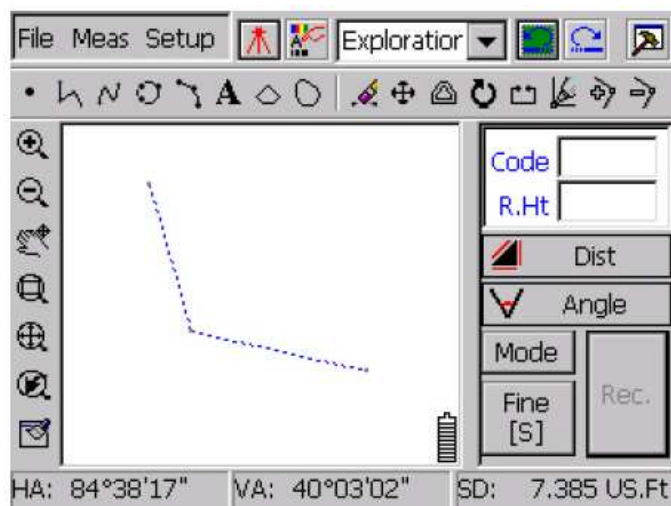 File Meas Setup Exploration
A
Code
R.Ht
Dist
Angle
Mode
Fine
[S]
Rec.
HA: 84°38'17" VA: 40°03'02" SD: 7.385 US.Ft